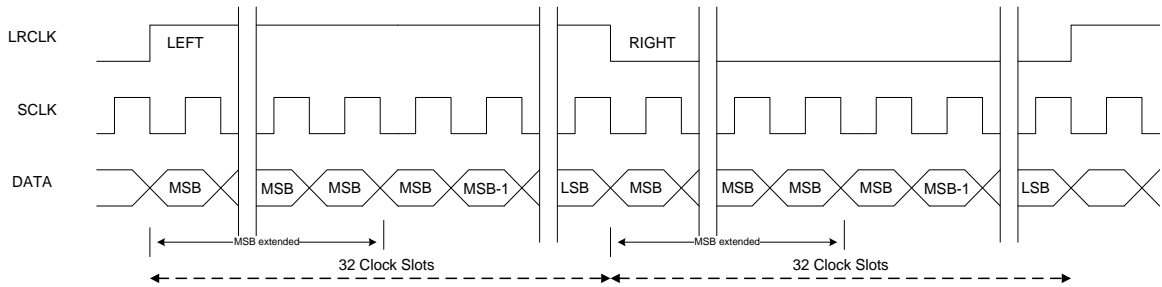 LRCLK LEFT RIGHT
SCLK
DATA MSB MSB MSB MSB MSB-1 LSB MSB MSB MSB MSB MSB-1 LSB
MSB extended MSB extended
32 Clock Slots 32 Clock Slots